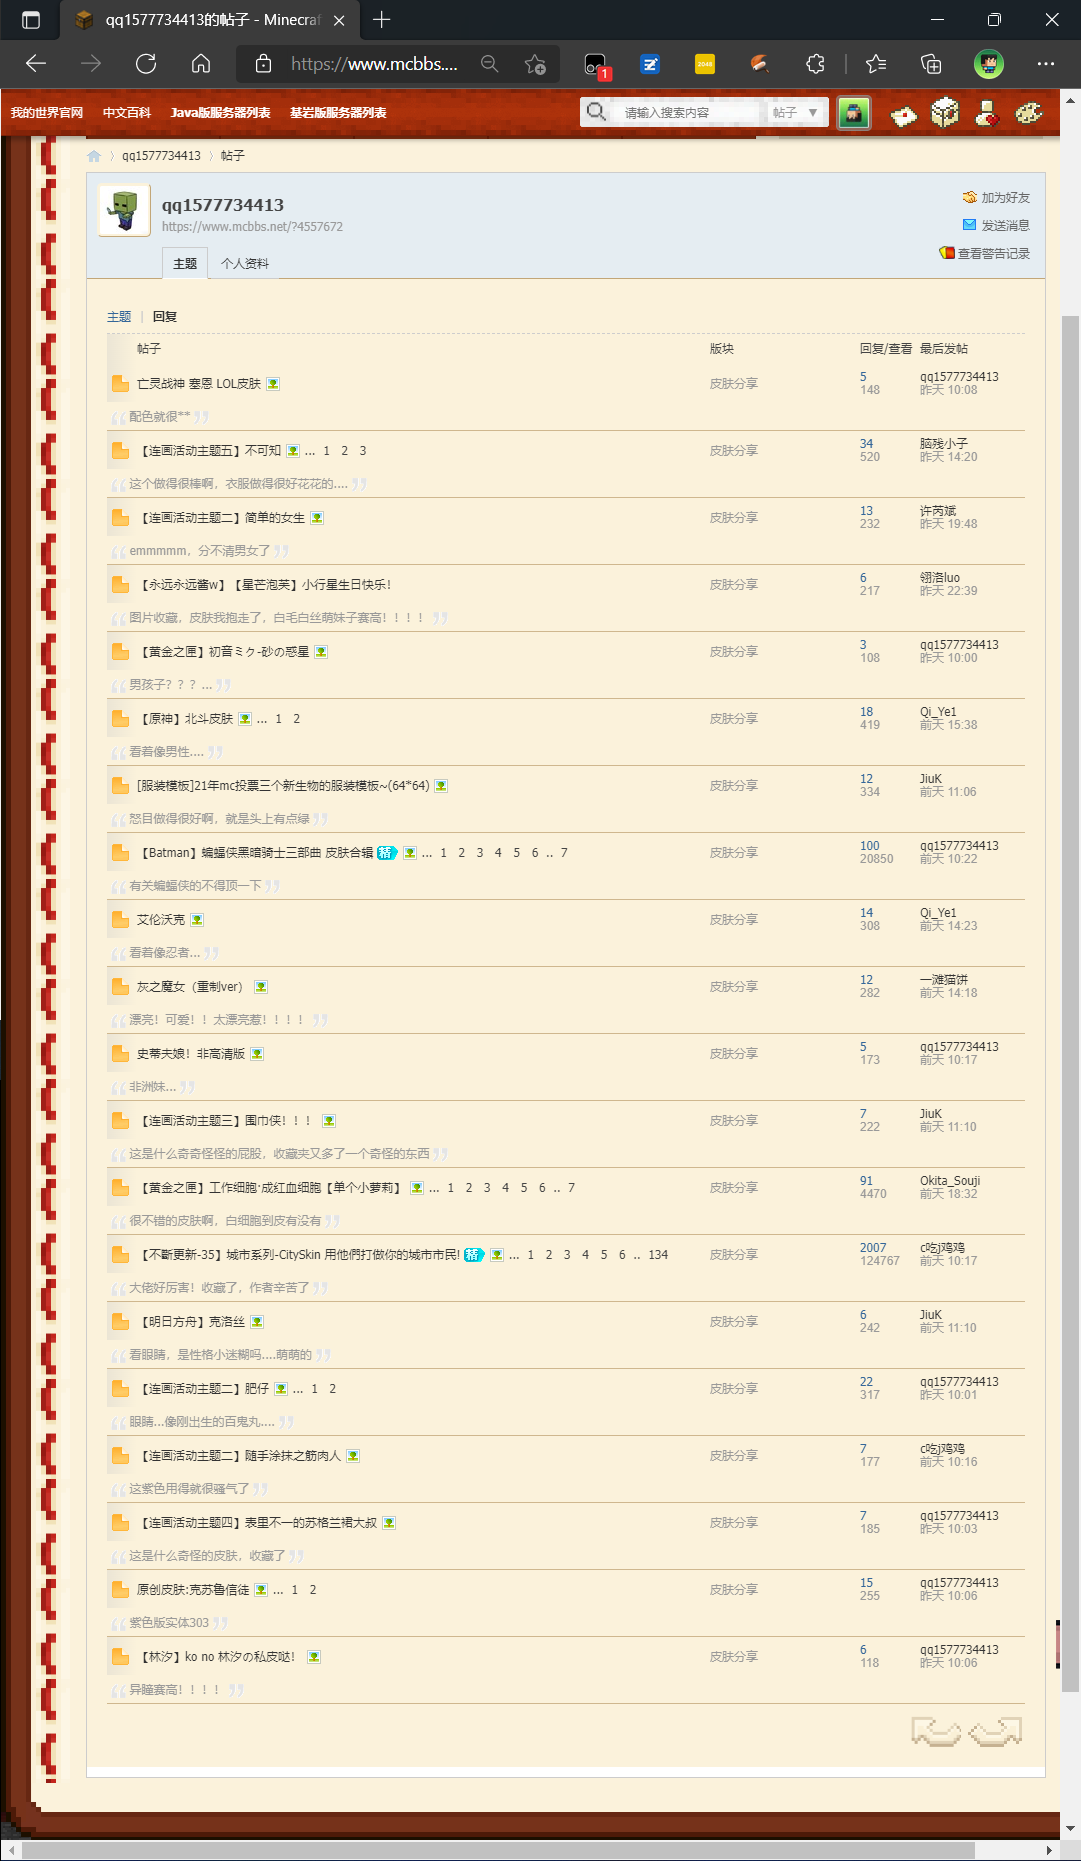 qq1577734413的帖子 - Minecraf
https://www.mcbbs....
1
2048
我的世界官网 中文百科 Java版服务器列表 基岩版服务器列表 请输入搜索内容 帖子
qq1577734413 帖子
qq1577734413
https://www.mcbbs.net/?4557672
加为好友
发送消息
查看警告记录
主题 个人资料
主题 | 回复
帖子 版块 回复/查看 最后发帖
亡灵战神 塞恩 LOL皮肤 皮肤分享 5 qq1577734413
148 昨天 10:08
配色就很**
【连画活动主题五】不可知 ... 1 2 3 皮肤分享 34 脑残小子
520 昨天 14:20
这个做得很棒啊，衣服做得很好花花的....
【连画活动主题二】简单的女生 皮肤分享 13 许芮斌
232 昨天 19:48
emmmmm，分不清男女了
【永远永远酱w】【星芒泡芙】小行星生日快乐！ 皮肤分享 6 翎洛luo
217 昨天 22:39
图片收藏，皮肤我抱走了，白毛白丝萌妹子赛高！！！！
【黄金之匣】初音ミク-砂の惑星 皮肤分享 3 qq1577734413
108 昨天 10:00
男孩子？？？...
【原神】北斗皮肤 ... 1 2 皮肤分享 18 Qi_Ye1
419 前天 15:38
看着像男性....
[服装模板]21年mc投票三个新生物的服装模板~(64*64) 皮肤分享 12 JiuK
334 前天 11:06
怒目做得很好啊，就是头上有点绿
【Batman】蝙蝠侠黑暗骑士三部曲 皮肤合辑 精 ... 1 2 3 4 5 6 .. 7 皮肤分享 100 qq1577734413
20850 前天 10:22
有关蝙蝠侠的不得顶一下
艾伦沃克 皮肤分享 14 Qi_Ye1
308 前天 14:23
看着像忍者...
灰之魔女（重制ver） 皮肤分享 12 一滩猫饼
282 前天 14:18
漂亮！可爱！！太漂亮惹！！！！
史蒂夫娘！非高清版 皮肤分享 5 qq1577734413
173 前天 10:17
非洲妹...
【连画活动主题三】围巾侠！！！ 皮肤分享 7 JiuK
222 前天 11:10
这是什么奇奇怪怪的屁股，收藏夹又多了一个奇怪的东西
【黄金之匣】工作细胞·成红血细胞【单个小萝莉】 ... 1 2 3 4 5 6 .. 7 皮肤分享 91 Okita_Souji
4470 前天 18:32
很不错的皮肤啊，白细胞到皮有没有
【不斷更新-35】城市系列-CitySkin 用他們打做你的城市市民! 精 ... 1 2 3 4 5 6 .. 134 皮肤分享 2007 c吃j鸡鸡
124767 前天 10:17
大佬好厉害！收藏了，作者辛苦了
【明日方舟】克洛丝 皮肤分享 6 JiuK
242 前天 11:10
看眼睛，是性格小迷糊吗....萌萌的
【连画活动主题二】肥仔 ... 1 2 皮肤分享 22 qq1577734413
317 昨天 10:01
眼睛...像刚出生的百鬼丸....
【连画活动主题二】随手涂抹之筋肉人 皮肤分享 7 c吃j鸡鸡
177 前天 10:16
这紫色用得就很骚气了
【连画活动主题四】表里不一的苏格兰裙大叔 皮肤分享 7 qq1577734413
185 昨天 10:03
这是什么奇怪的皮肤，收藏了
原创皮肤:克苏鲁信徒 ... 1 2 皮肤分享 15 qq1577734413
255 昨天 10:06
紫色版实体303
【林汐】ko no 林汐の私皮哒！ 皮肤分享 6 qq1577734413
118 昨天 10:06
异瞳赛高！！！！